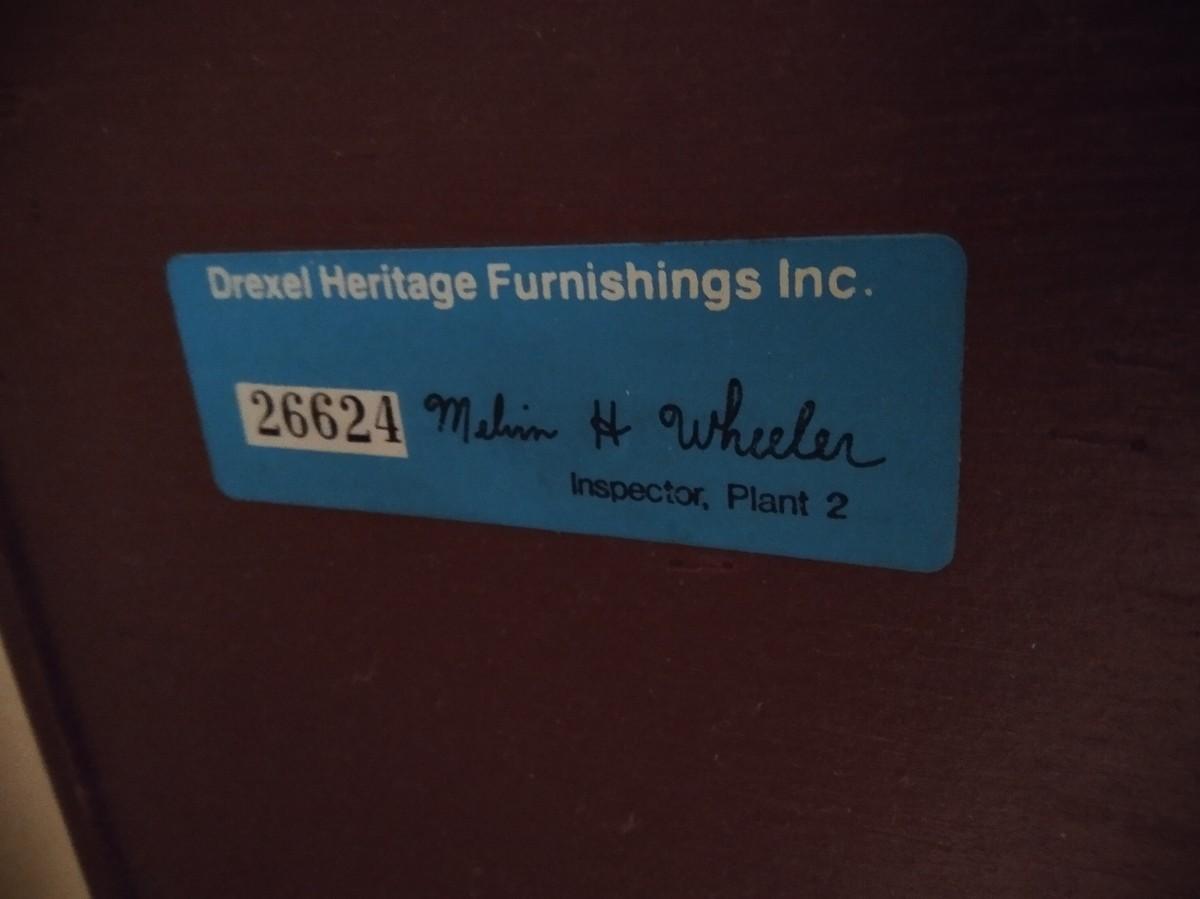 Drexel Heritage Furnishings Inc.
26624 Melvin H Wheeler
Inspector, Plant 2